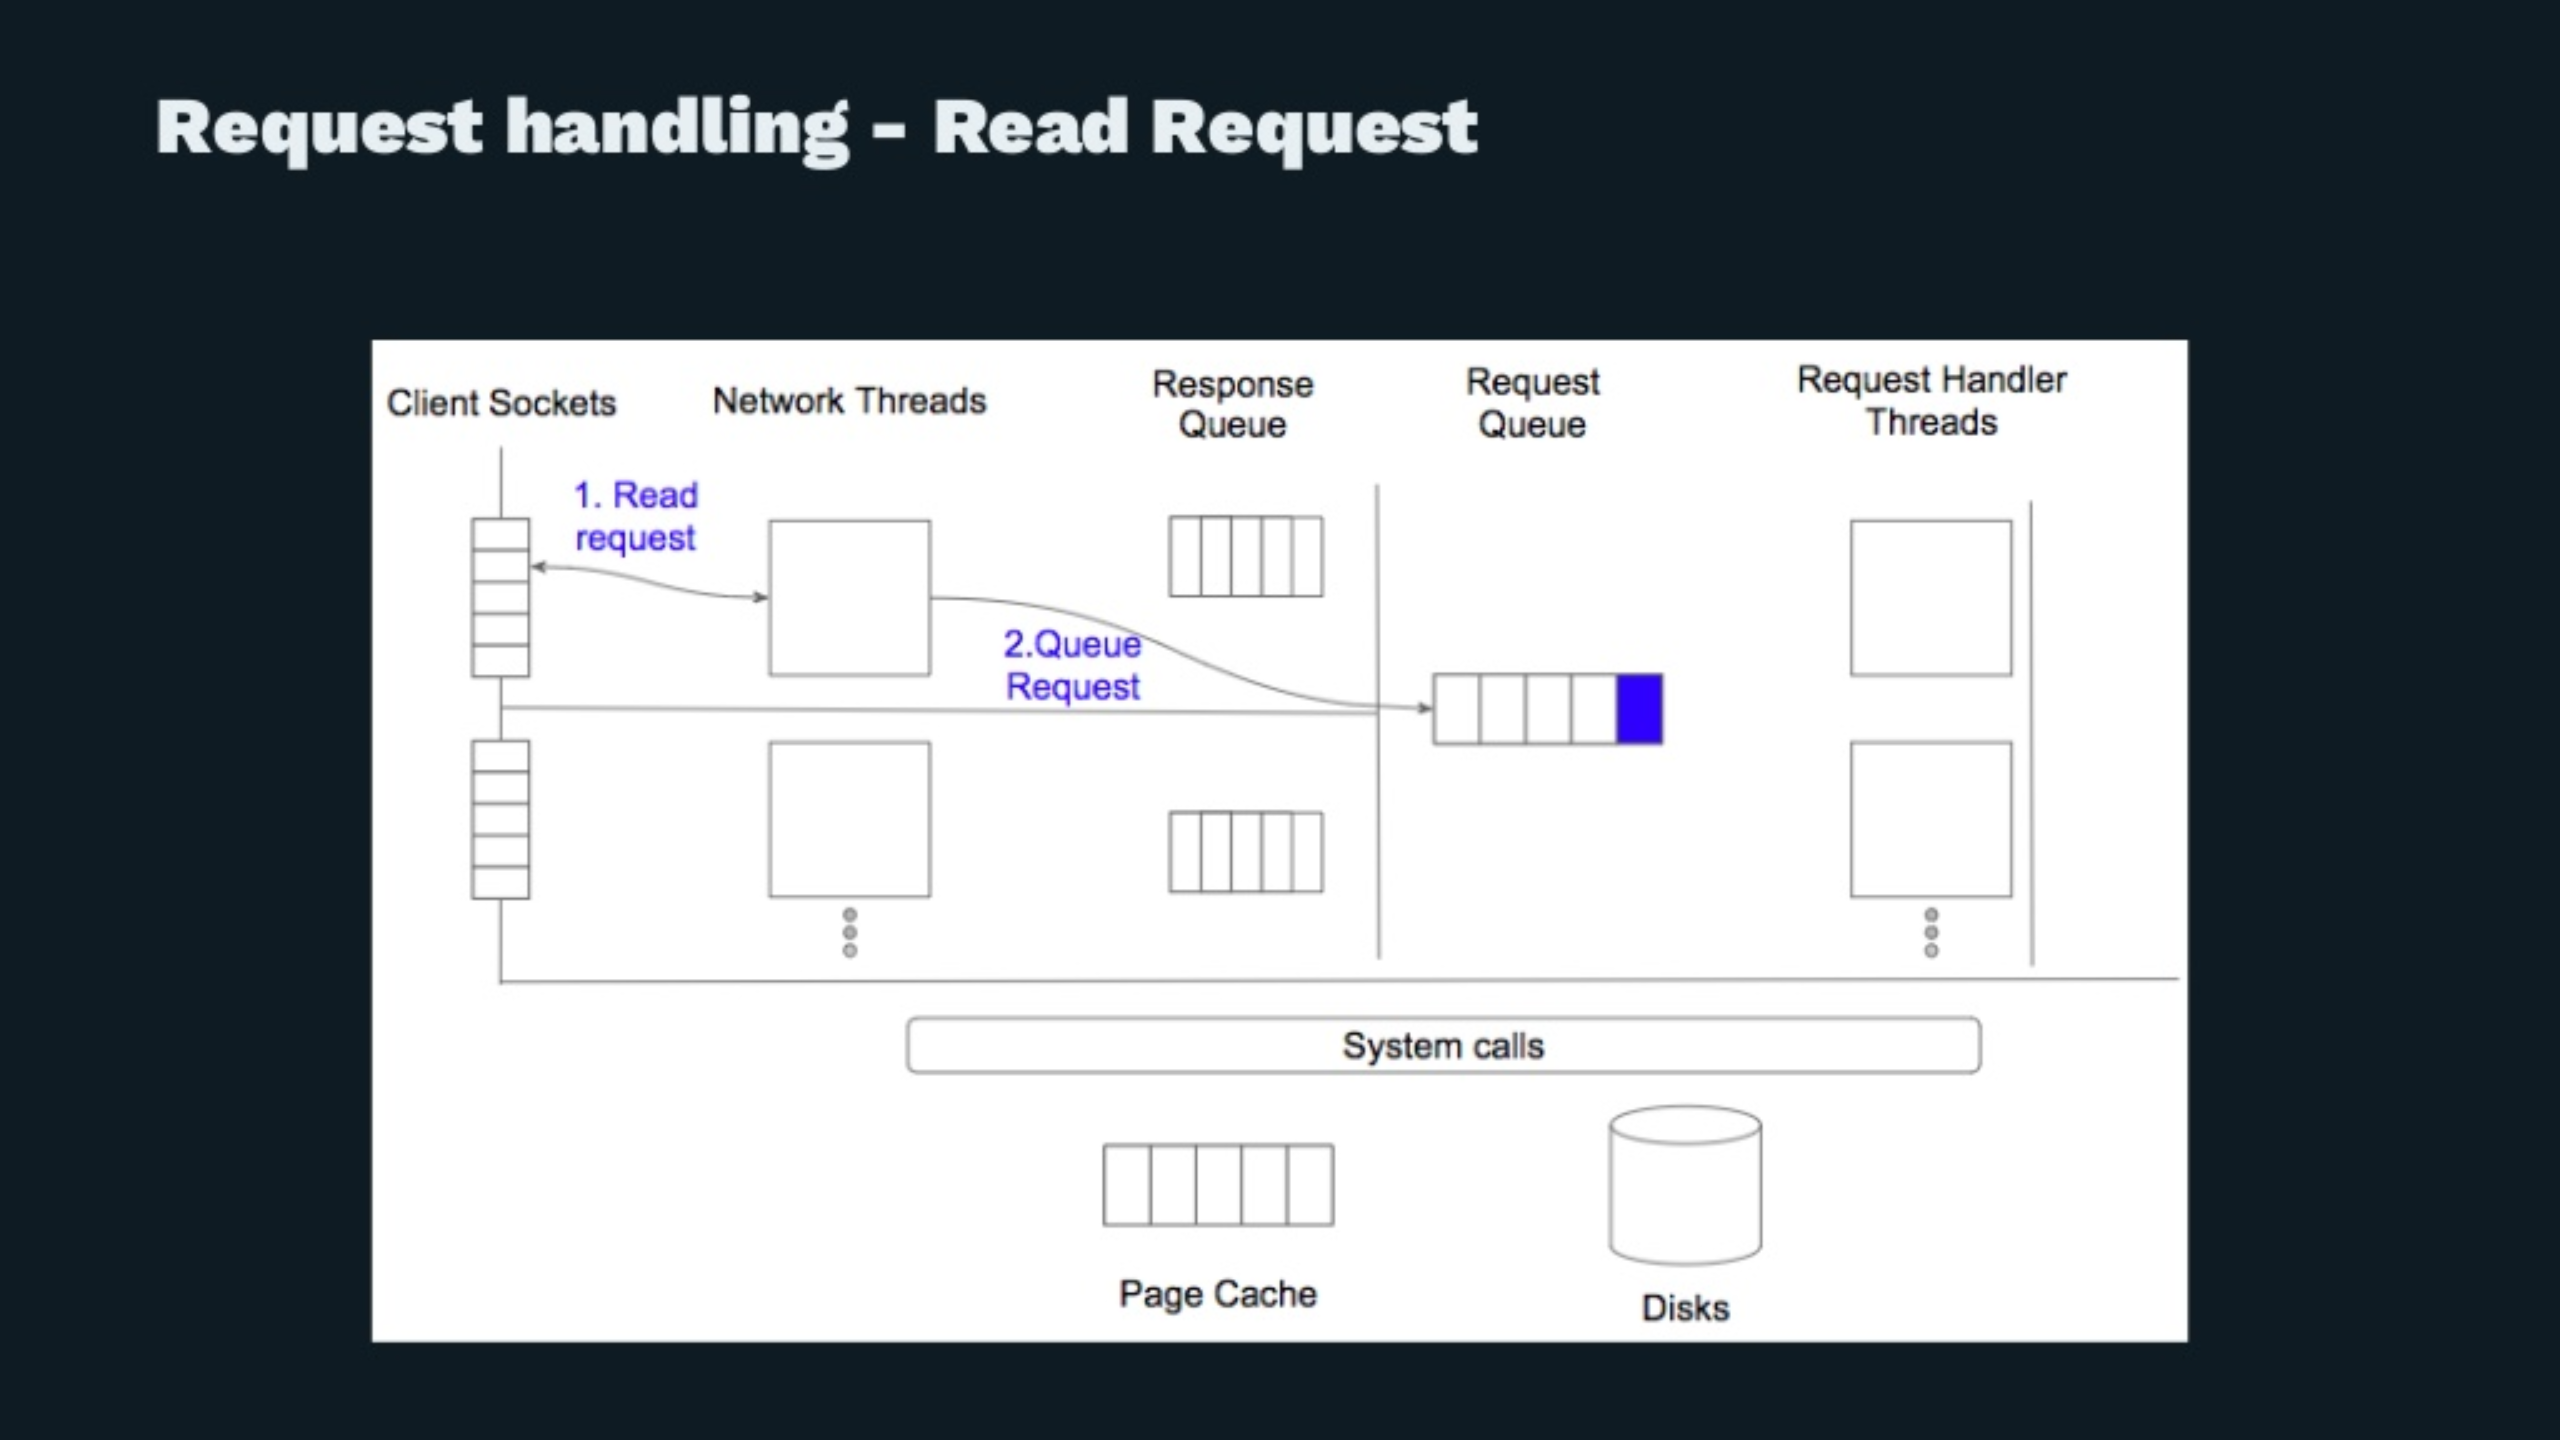 Request handling - Read Request
Client Sockets
Network Threads
Response
Queue
Request
Queue
Request Handler
Threads
1. Read
request
2.Queue
Request
System calls
Page Cache
Disks